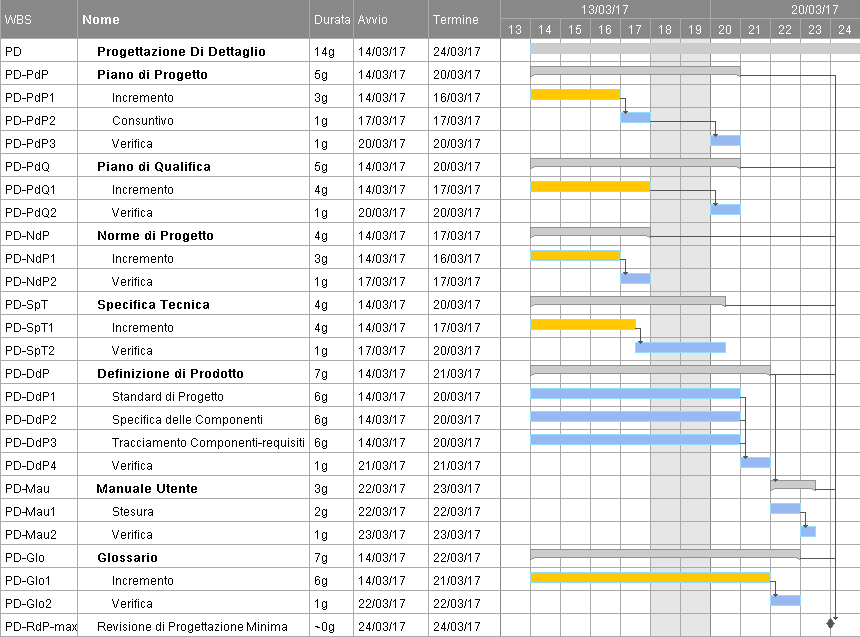 WBS Nome Durata Avvio Termine 13/03/17 20/03/17
13 14 15 16 17 18 19 20 21 22 23 24
PD Progettazione Di Dettaglio 14g 14/03/17 24/03/17
PD-PdP Piano di Progetto 5g 14/03/17 20/03/17
PD-PdP1 Incremento 3g 14/03/17 16/03/17
PD-PdP2 Consuntivo 1g 17/03/17 17/03/17
PD-PdP3 Verifica 1g 20/03/17 20/03/17
PD-PdQ Piano di Qualifica 5g 14/03/17 20/03/17
PD-PdQ1 Incremento 4g 14/03/17 17/03/17
PD-PdQ2 Verifica 1g 20/03/17 20/03/17
PD-NdP Norme di Progetto 4g 14/03/17 17/03/17
PD-NdP1 Incremento 3g 14/03/17 16/03/17
PD-NdP2 Verifica 1g 17/03/17 17/03/17
PD-SpT Specifica Tecnica 4g 14/03/17 20/03/17
PD-SpT1 Incremento 4g 14/03/17 17/03/17
PD-SpT2 Verifica 1g 17/03/17 20/03/17
PD-DdP Definizione di Prodotto 7g 14/03/17 21/03/17
PD-DdP1 Standard di Progetto 6g 14/03/17 20/03/17
PD-DdP2 Specifica delle Componenti 6g 14/03/17 20/03/17
PD-DdP3 Tracciamento Componenti-requisiti 6g 14/03/17 20/03/17
PD-DdP4 Verifica 1g 21/03/17 21/03/17
PD-Mau Manuale Utente 3g 22/03/17 23/03/17
PD-Mau1 Stesura 2g 22/03/17 22/03/17
PD-Mau2 Verifica 1g 23/03/17 23/03/17
PD-Glo Glossario 7g 14/03/17 22/03/17
PD-Glo1 Incremento 6g 14/03/17 21/03/17
PD-Glo2 Verifica 1g 22/03/17 22/03/17
PD-RdP-max Revisione di Progettazione Minima ~0g 24/03/17 24/03/17